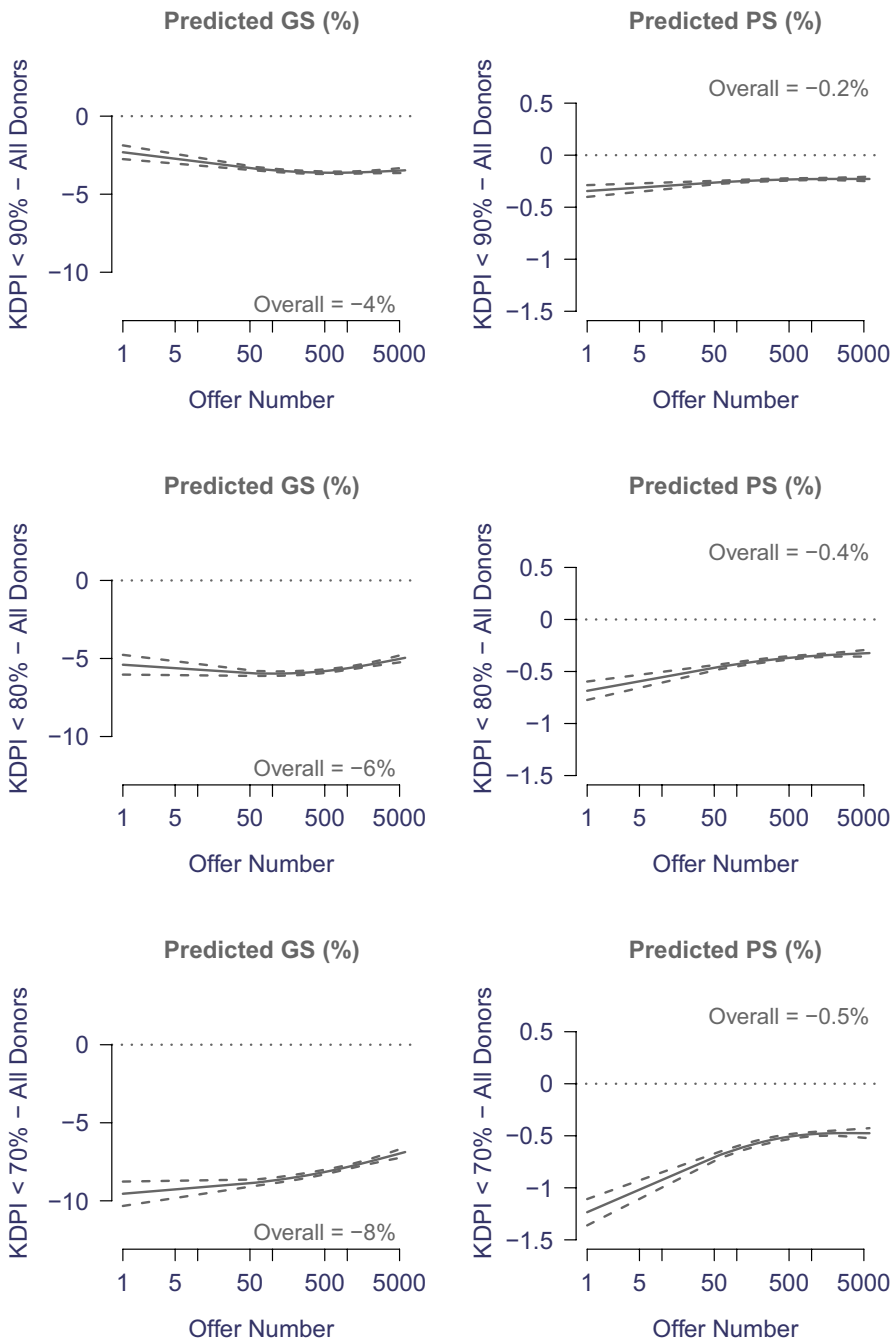 Predicted GS (%)
KDPI < 90% − All Donors
0
−5
−10
Overall = −4%
1 5 50 500 5000
Offer Number
Predicted PS (%)
KDPI < 90% − All Donors
Overall = −0.2%
0.5
0
−0.5
−1
−1.5
1 5 50 500 5000
Offer Number
Predicted GS (%)
KDPI < 80% − All Donors
0
−5
−10
Overall = −6%
1 5 50 500 5000
Offer Number
Predicted PS (%)
KDPI < 80% − All Donors
Overall = −0.4%
0.5
0
−0.5
−1
−1.5
1 5 50 500 5000
Offer Number
Predicted GS (%)
KDPI < 70% − All Donors
0
−5
−10
Overall = −8%
1 5 50 500 5000
Offer Number
Predicted PS (%)
KDPI < 70% − All Donors
Overall = −0.5%
0.5
0
−0.5
−1
−1.5
1 5 50 500 5000
Offer Number